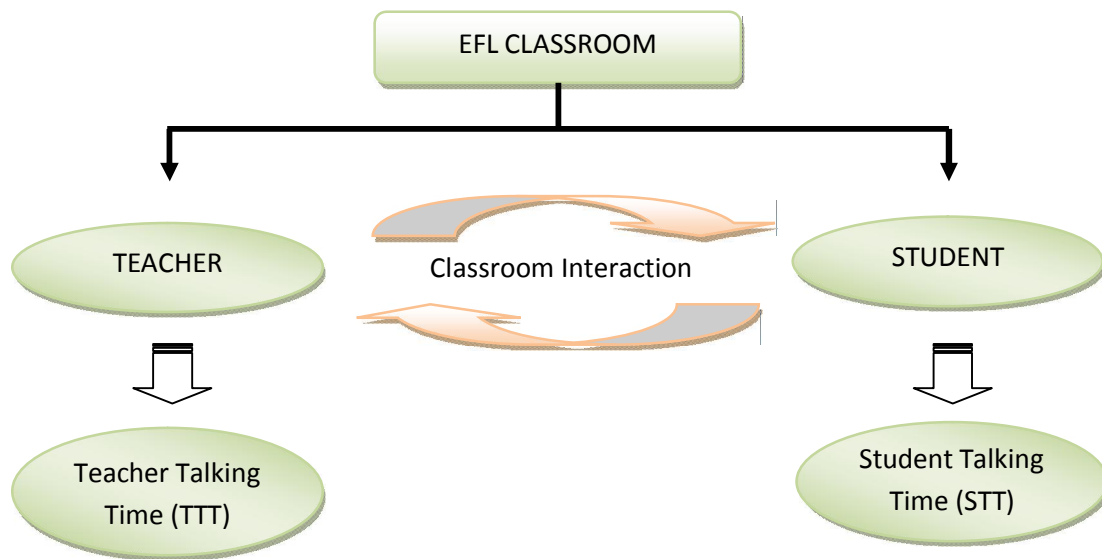 EFL CLASSROOM
TEACHER
Classroom Interaction
STUDENT
Teacher Talking
Time (TTT)
Student Talking
Time (STT)